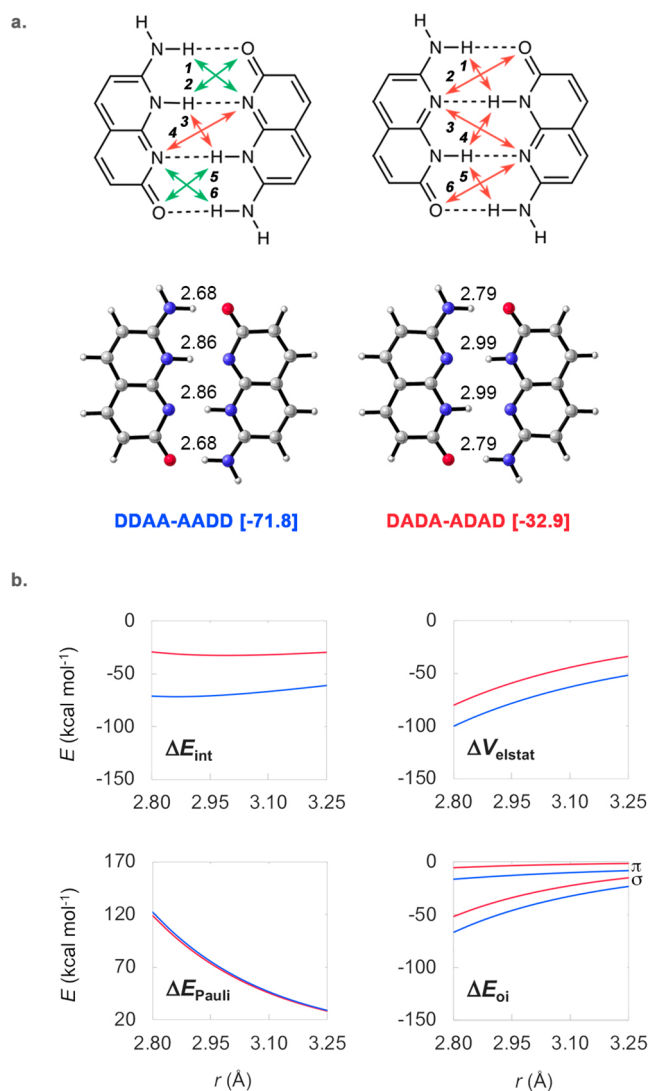 a.
H
N H O H N H O
1 1
2 2
N H N N H N
3 3
4 4
N H N N H N
5 5
6 6
O H N O H N
H H
2.68 2.79
2.86 2.99
2.86 2.99
2.68 2.79
DDAA-AADD [-71.8] DADA-ADAD [-32.9]
b.
E (kcal mol⁻¹)
0
-50
-100
-150
ΔE_int
2.80 2.95 3.10 3.25
0
-50
-100
-150
ΔV_elstat
2.80 2.95 3.10 3.25
E (kcal mol⁻¹)
170
120
70
20
ΔE_Pauli
2.80 2.95 3.10 3.25
r (Å)
0
-50
-100
-150
π
σ
ΔE_oi
2.80 2.95 3.10 3.25
r (Å)